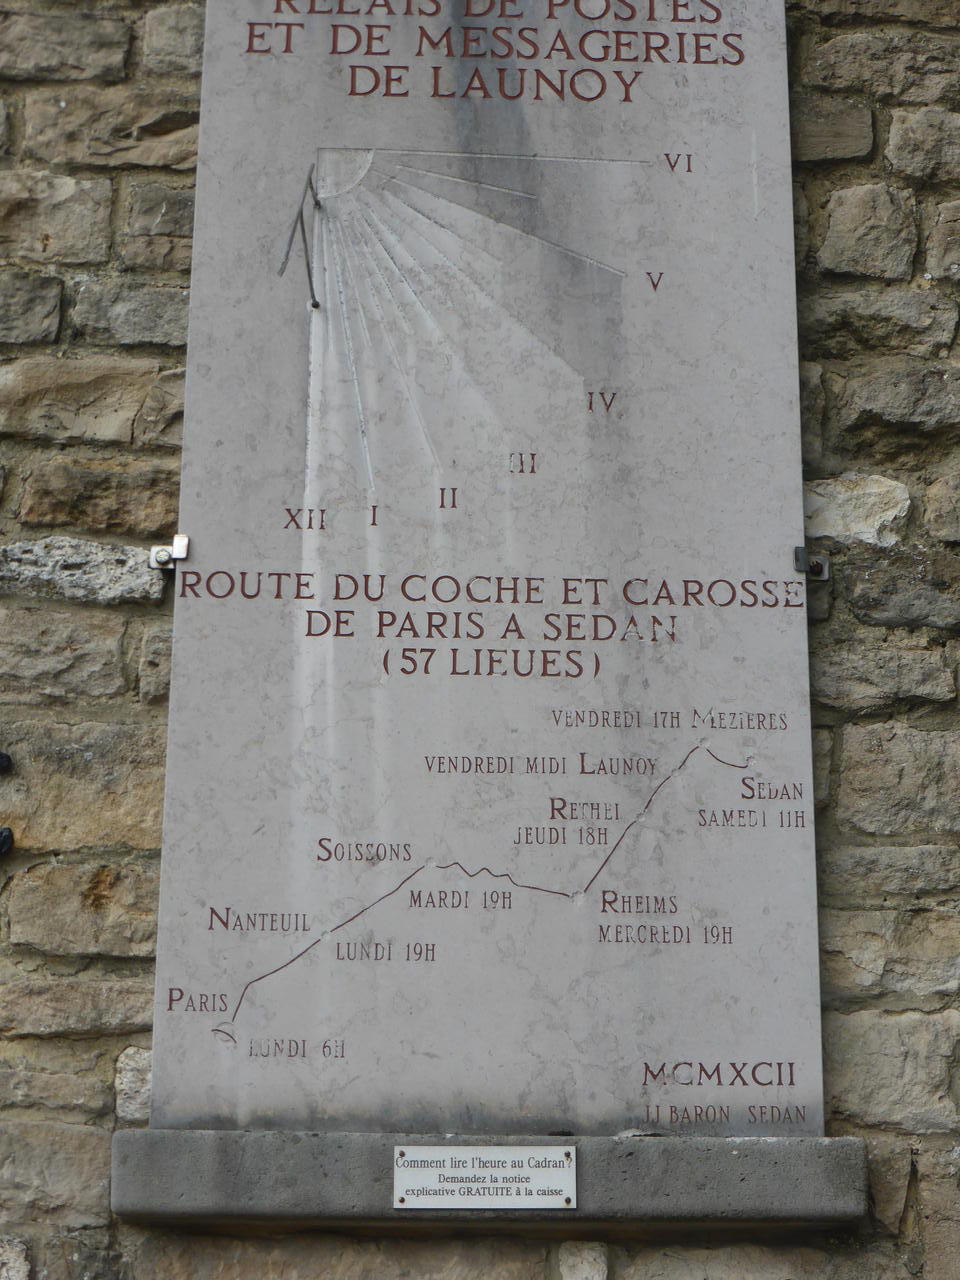 RELAIS DE POSTES
ET DE MESSAGERIES
DE LAUNOY
VI
V
IV
III
II
I
XII
ROUTE DU COCHE ET CAROSSE
DE PARIS A SEDAN
(57 LIEUES)
VENDREDI 17H MEZIERES
VENDREDI MIDI LAUNOY
SEDAN
SAMEDI 11H
RETHEL
JEUDI 18H
SOISSONS
MARDI 19H
RHEIMS
MERCREDI 19H
NANTEUIL
LUNDI 19H
PARIS
LUNDI 6H
MCMXCII
JJ BARON SEDAN
Comment lire l'heure au Cadran?
Demandez la notice
explicative GRATUITE à la caisse